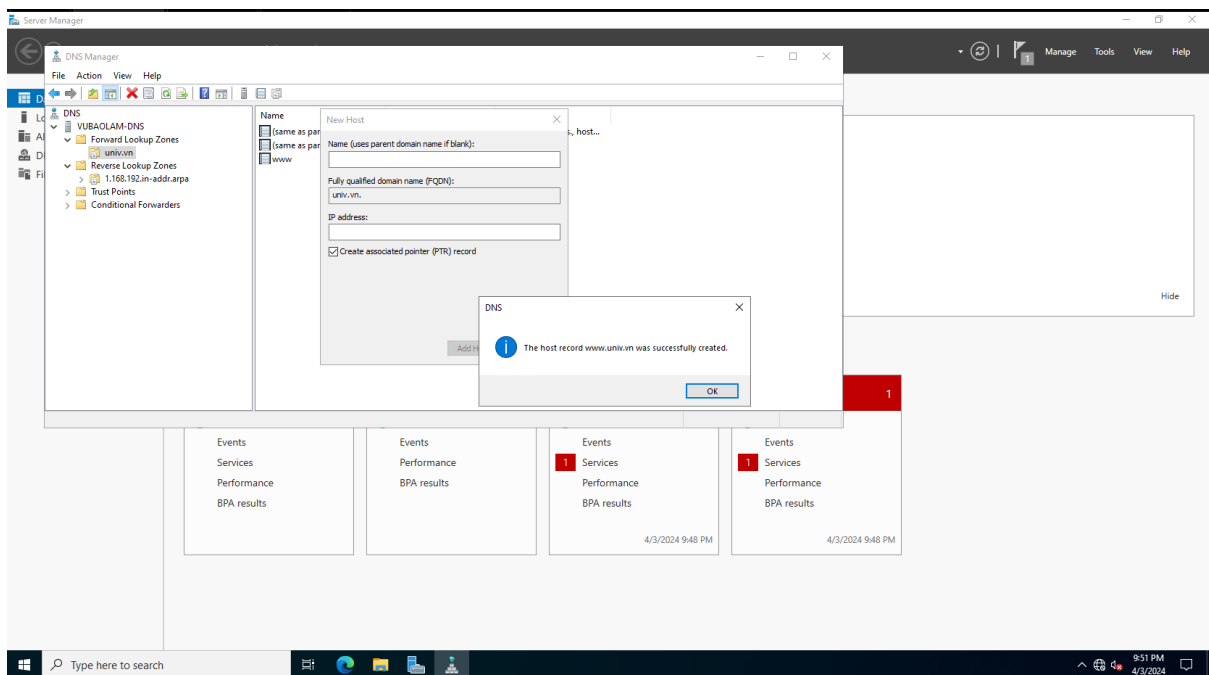 Server Manager
Manage Tools View Help
1
DNS Manager
File Action View Help
DNS
VUBAOLAM-DNS
Forward Lookup Zones
univ.vn
Reverse Lookup Zones
1.168.192.in-addr.arpa
Trust Points
Conditional Forwarders
Name
(same as par
(same as par
www
s., host...
New Host
Name (uses parent domain name if blank):
Fully qualified domain name (FQDN):
univ.vn.
IP address:
Create associated pointer (PTR) record
Add H
DNS
The host record www.univ.vn was successfully created.
OK
Hide
1
Events
Services
Performance
BPA results
Events
Performance
BPA results
Events
1 Services
Performance
BPA results
4/3/2024 9:48 PM
Events
1 Services
Performance
BPA results
4/3/2024 9:48 PM
Type here to search
9:51 PM
4/3/2024